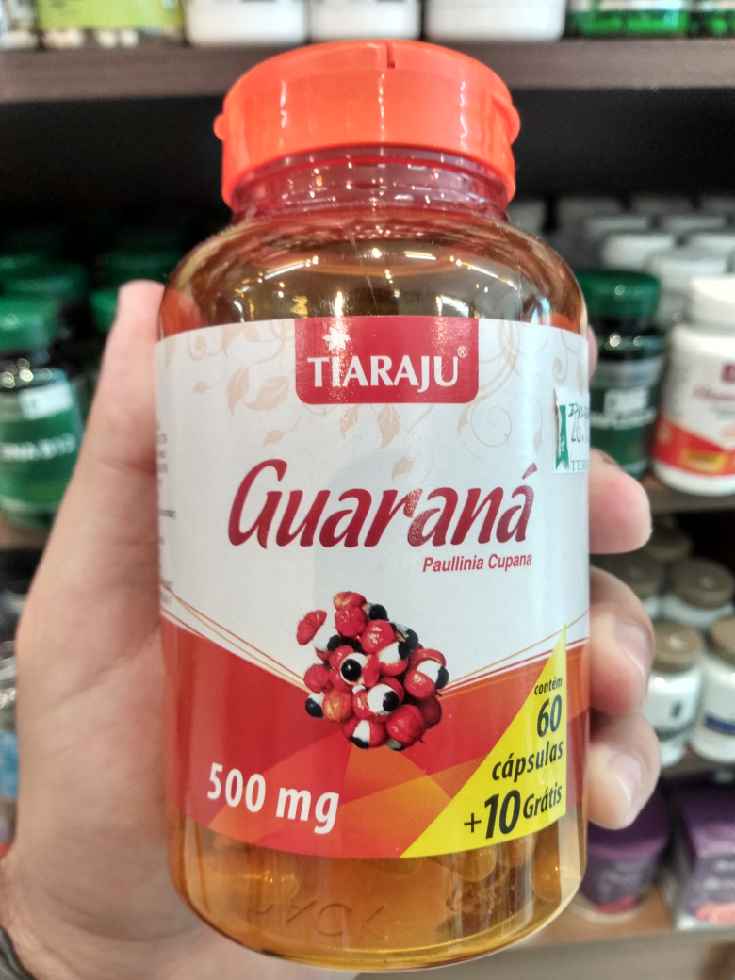 TIARAJU®
Guaraná
Paullinia Cupana
contém
60
cápsulas
+10 Grátis
500 mg